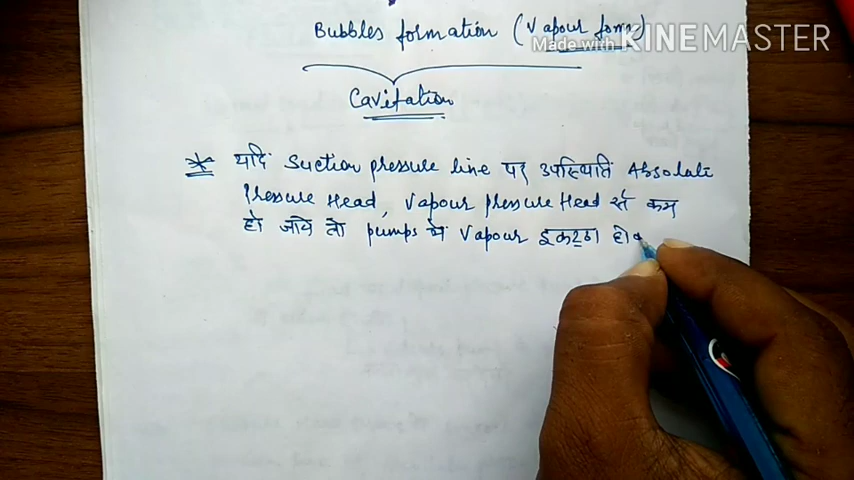 Bubbles formation (Vapour form)
Made with KINEMASTER
Cavitation
* यदि Suction pressure line पर उपस्थिति Absolute
Pressure Head, Vapour pressure Head से कम
हो जावे तो pumps में Vapour इकट्ठा होक